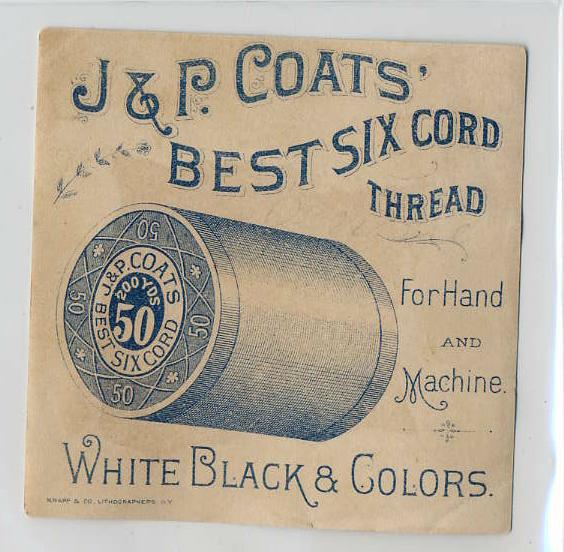 J & P. COATS'
BEST SIX CORD
THREAD
50
J & P. COATS
200 YDS
50
BEST SIX CORD
50
50
50
For Hand
AND
Machine.
WHITE BLACK & COLORS.
KNAPP & CO. LITHOGRAPHERS N.Y.